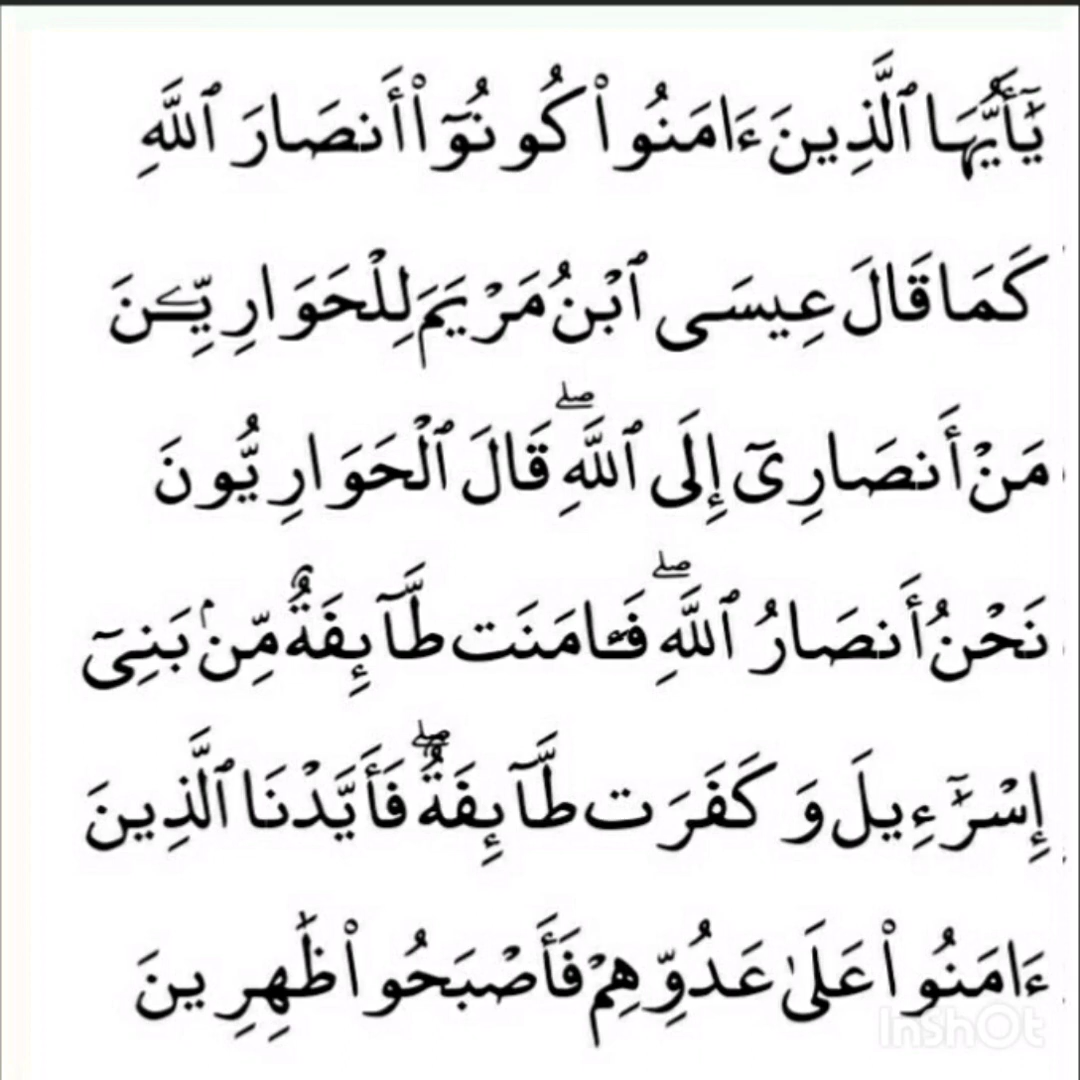 يَٰٓأَيُّهَا ٱلَّذِينَ ءَامَنُوا۟ كُونُوٓا۟ أَنصَارَ ٱللَّهِ
كَمَا قَالَ عِيسَى ٱبْنُ مَرْيَمَ لِلْحَوَارِيِّـۧنَ
مَنْ أَنصَارِىٓ إِلَى ٱللَّهِ ۖ قَالَ ٱلْحَوَارِيُّونَ
نَحْنُ أَنصَارُ ٱللَّهِ ۖ فَـَٔامَنَت طَّآئِفَةٌ مِّنۢ بَنِىٓ
إِسْرَٰٓءِيلَ وَكَفَرَت طَّآئِفَةٌ ۖ فَأَيَّدْنَا ٱلَّذِينَ
ءَامَنُوا۟ عَلَىٰ عَدُوِّهِمْ فَأَصْبَحُوا۟ ظَٰهِرِينَ
InShOt